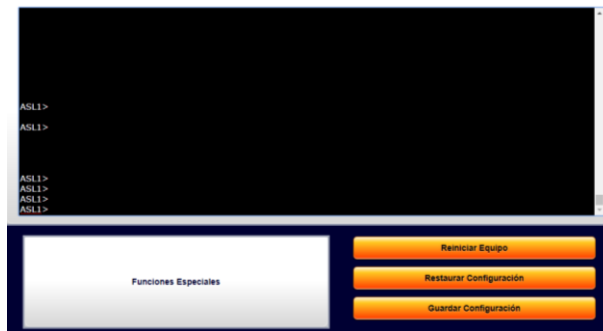 ASL1>
ASL1>
ASL1>
ASL1>
ASL1>
ASL1>
Funciones Especiales
Reiniciar Equipo
Restaurar Configuración
Guardar Configuración